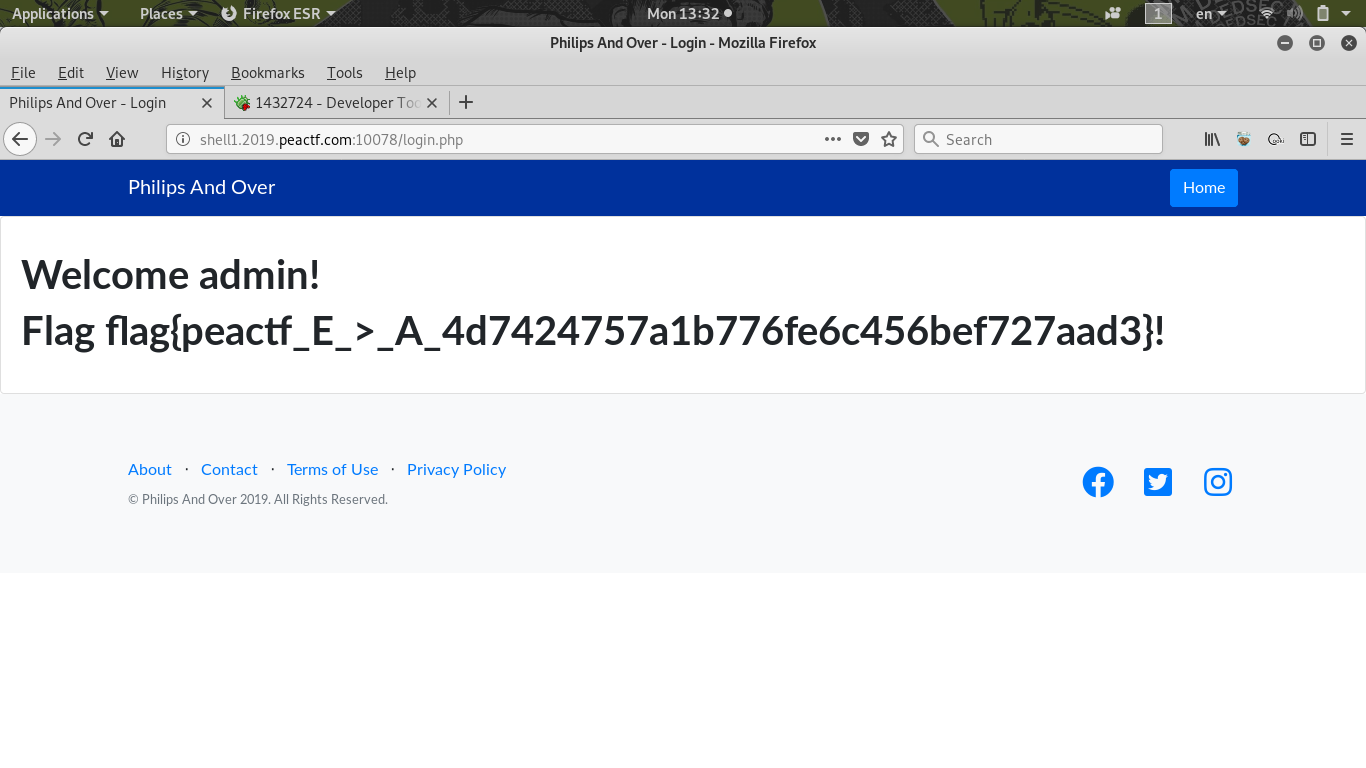 Applications Places Firefox ESR Mon 13:32 1 en
Philips And Over - Login - Mozilla Firefox
File Edit View History Bookmarks Tools Help
Philips And Over - Login 1432724 - Developer Too
shell1.2019.peactf.com:10078/login.php Search
Philips And Over Home
Welcome admin!
Flag flag{peactf_E_>_A_4d7424757a1b776fe6c456bef727aad3}!
About · Contact · Terms of Use · Privacy Policy
© Philips And Over 2019. All Rights Reserved.